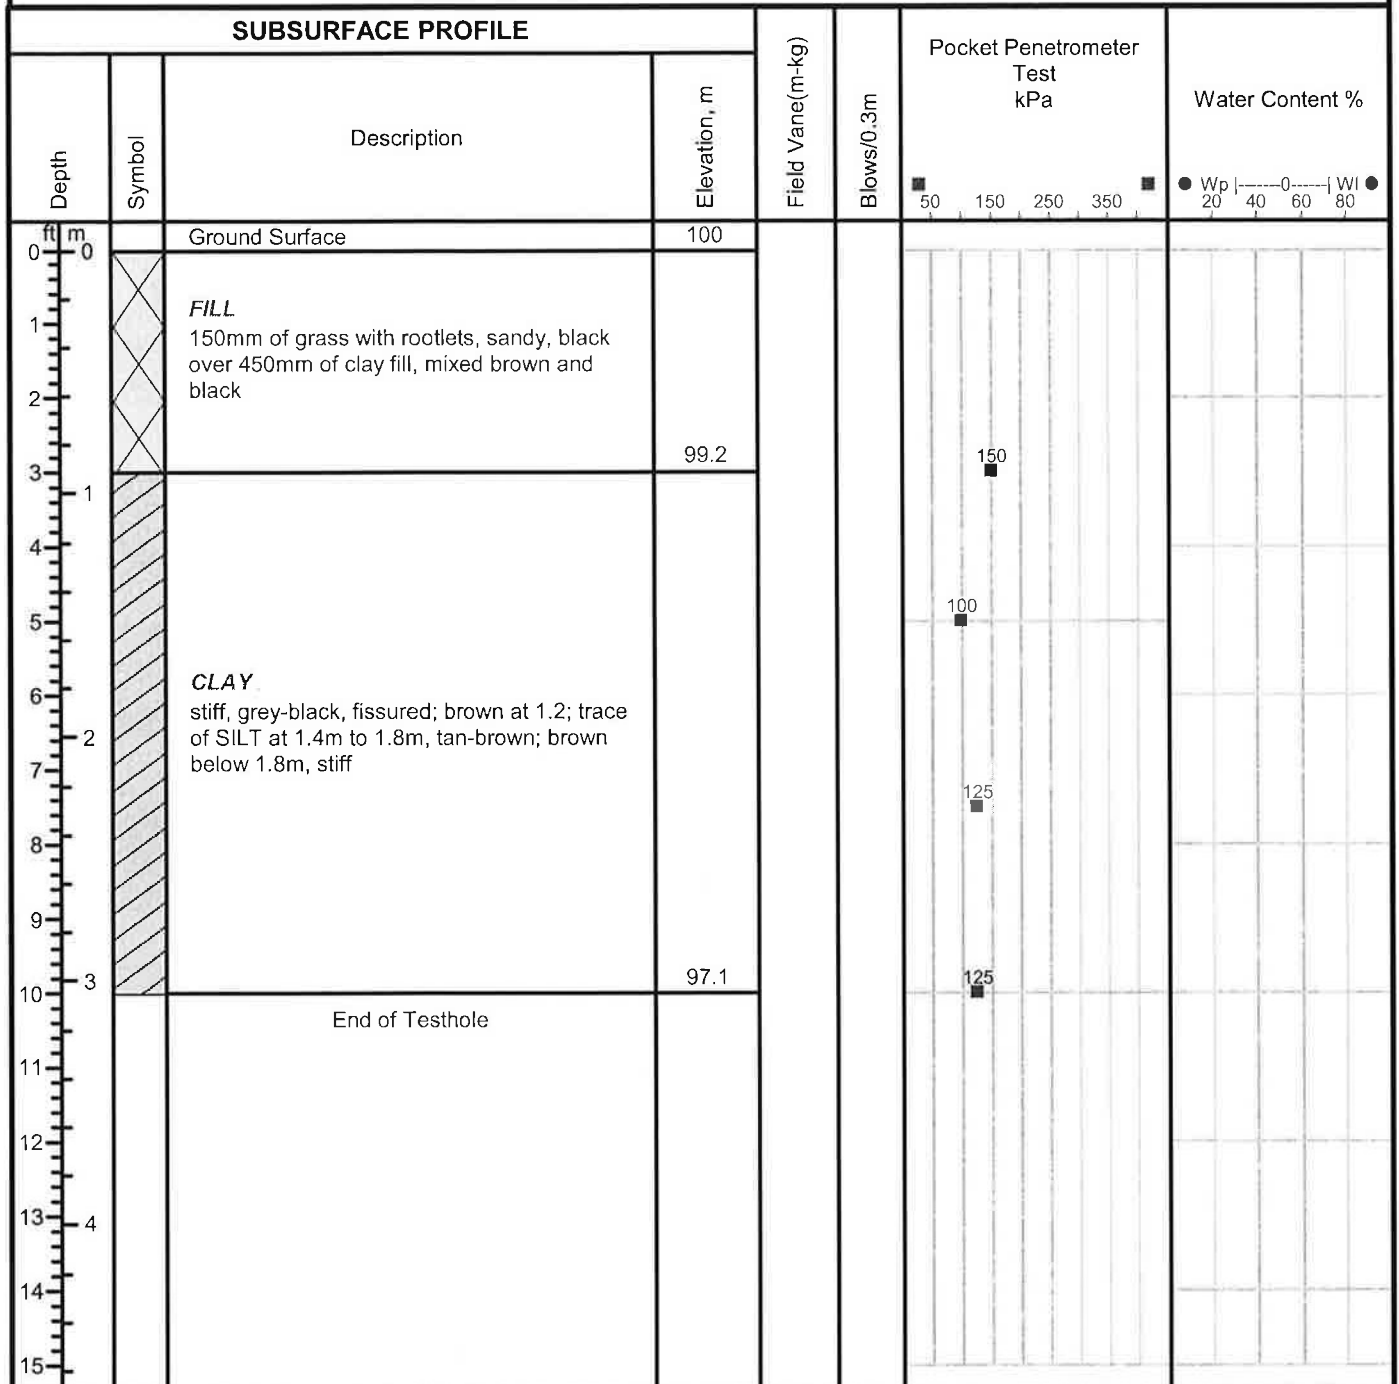 SUBSURFACE PROFILE
Depth
Symbol
Description
Elevation, m
Field Vane(m-kg)
Blows/0.3m
Pocket Penetrometer
Test
kPa
50 150 250 350
Water Content %
Wp |------0------| Wl
20 40 60 80
ft m
0 0
Ground Surface
100
FILL
150mm of grass with rootlets, sandy, black
over 450mm of clay fill, mixed brown and
black
99.2
1
2
3
1
4
5
6
2
7
8
9
3
10
11
12
13
4
14
15
150
100
CLAY
stiff, grey-black, fissured; brown at 1.2; trace
of SILT at 1.4m to 1.8m, tan-brown; brown
below 1.8m, stiff
125
97.1
125
End of Testhole